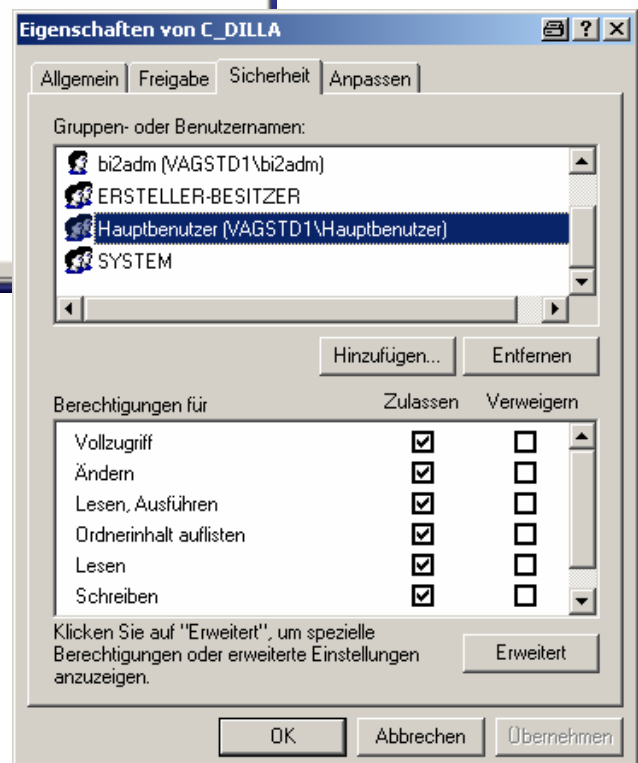 Eigenschaften von C_DILLA
Allgemein Freigabe Sicherheit Anpassen
Gruppen- oder Benutzernamen:
bi2adm (VAGSTD1\bi2adm)
ERSTELLER-BESITZER
Hauptbenutzer (VAGSTD1\Hauptbenutzer)
SYSTEM
Hinzufügen... Entfernen
Berechtigungen für Zulassen Verweigern
Vollzugriff
Ändern
Lesen, Ausführen
Ordnerinhalt auflisten
Lesen
Schreiben
Klicken Sie auf "Erweitert", um spezielle
Berechtigungen oder erweiterte Einstellungen
anzuzeigen.
Erweitert
OK Abbrechen Übernehmen